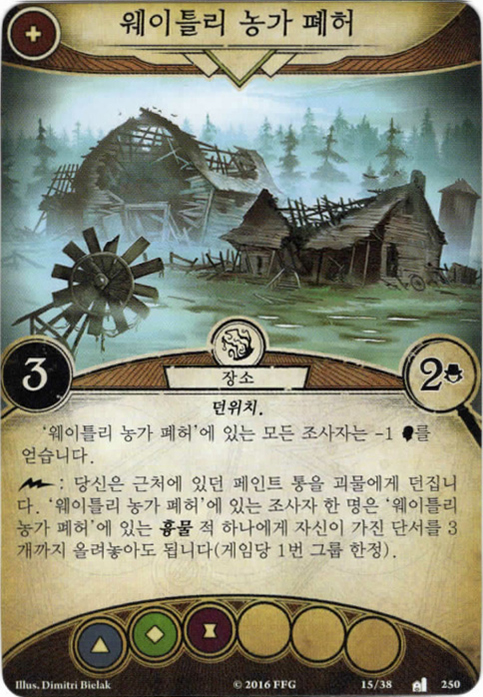 웨이틀리 농가 폐허
3
장소
2
던위치.
‘웨이틀리 농가 폐허’에 있는 모든 조사자는 -1 를
얻습니다.
: 당신은 근처에 있던 페인트 통을 괴물에게 던집니
다. ‘웨이틀리 농가 폐허’에 있는 조사자 한 명은 ‘웨이틀리
농가 폐허’에 있는 흉물 적 하나에게 자신이 가진 단서를 3
개까지 올려놓아도 됩니다(게임당 1번 그룹 한정).
Illus. Dimitri Bielak © 2016 FFG 15/38 250